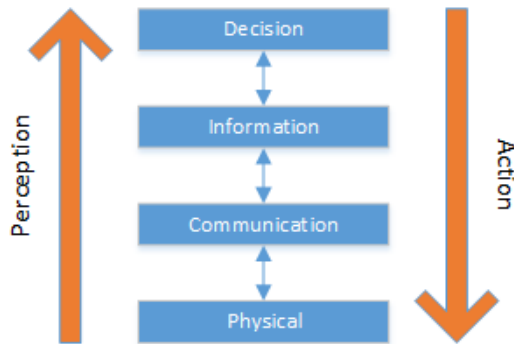 Decision
Information
Communication
Physical
Perception
Action